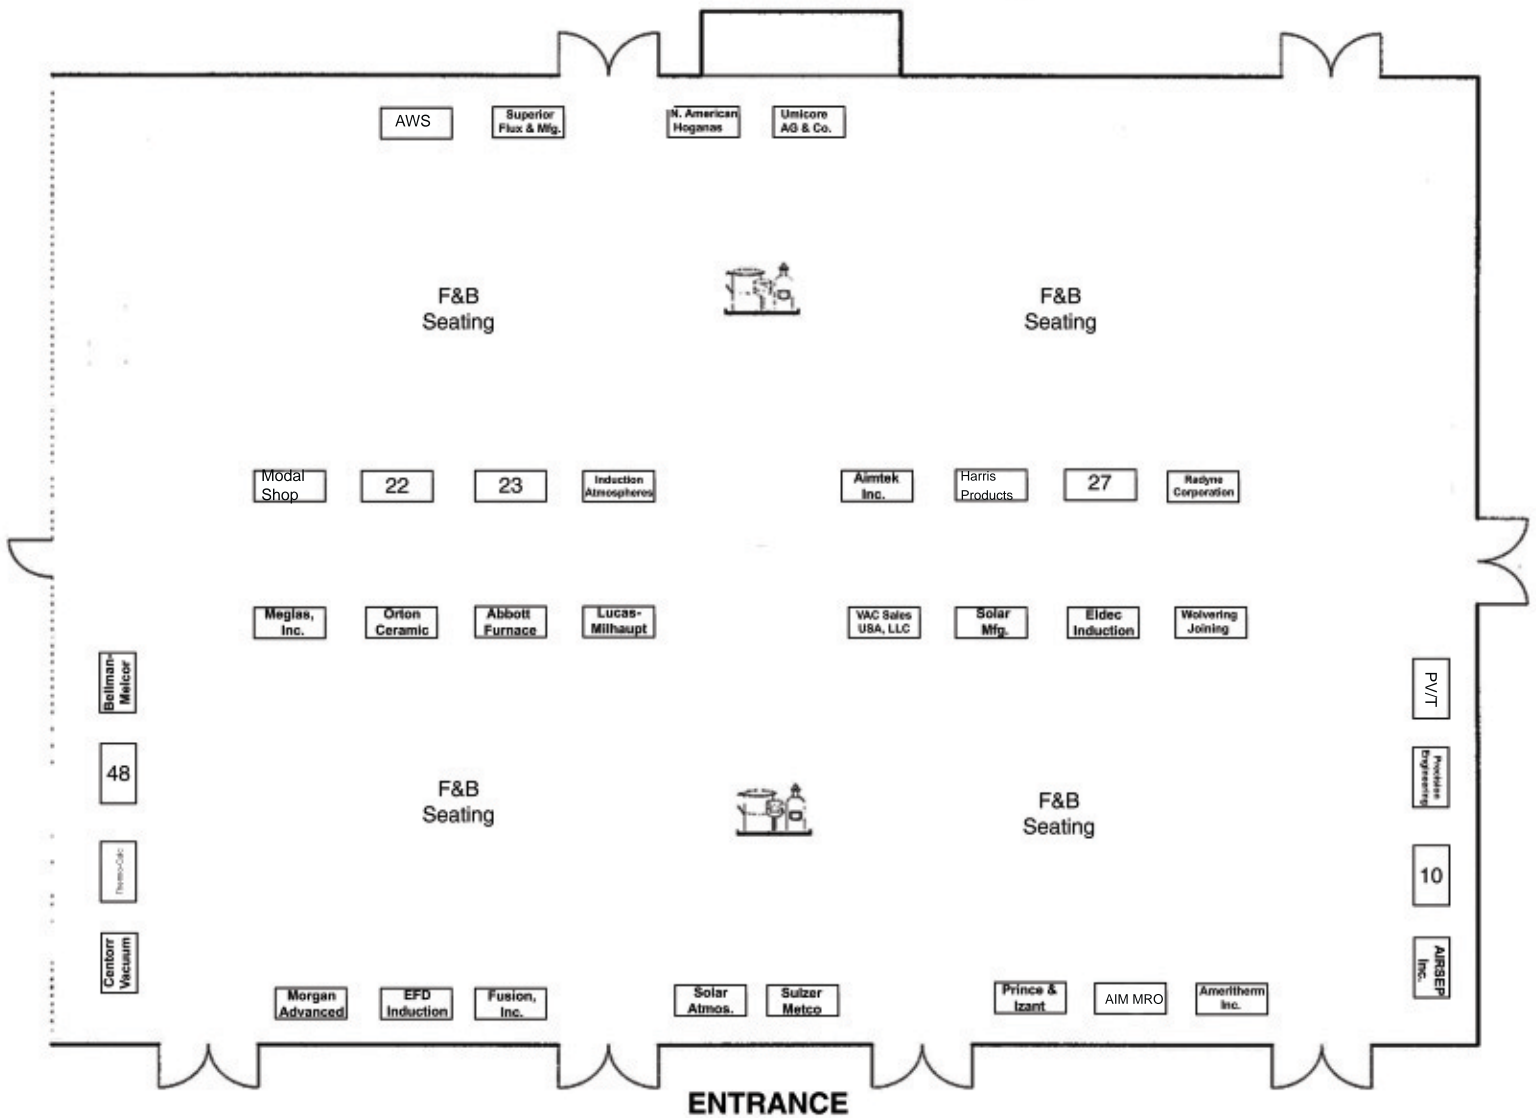 AWS
Superior
Flux & Mfg.
N. American
Hoganas
Umicore
AG & Co.
F&B
Seating
F&B
Seating
Modal
Shop
22
23
Induction
Atmospheres
Aimtek
Inc.
Harris
Products
27
Radyne
Corporation
Meglas,
Inc.
Orton
Ceramic
Abbott
Furnace
Lucas-
Milhaupt
VAC Sales
USA, LLC
Solar
Mfg.
Eldec
Induction
Wolvering
Joining
Bellman-
Melcor
PV/T
48
Precision
Engineering
F&B
Seating
F&B
Seating
Thermo-Calc
10
Centorr
Vacuum
AIRSEP
Inc.
Morgan
Advanced
EFD
Induction
Fusion,
Inc.
Solar
Atmos.
Sulzer
Metco
Prince &
Izant
AIM MRO
Ameritherm
Inc.
ENTRANCE